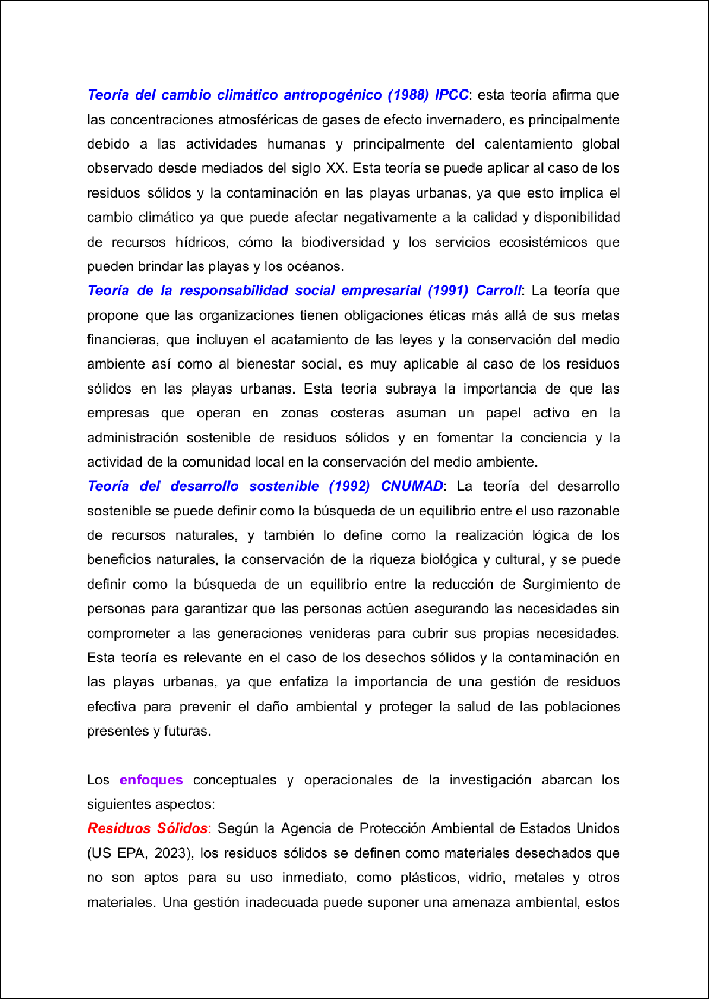 Teoría del cambio climático antropogénico (1988) IPCC: esta teoría afirma que
las concentraciones atmosféricas de gases de efecto invernadero, es principalmente
debido a las actividades humanas y principalmente del calentamiento global
observado desde mediados del siglo XX. Esta teoría se puede aplicar al caso de los
residuos sólidos y la contaminación en las playas urbanas, ya que esto implica el
cambio climático ya que puede afectar negativamente a la calidad y disponibilidad
de recursos hídricos, cómo la biodiversidad y los servicios ecosistémicos que
pueden brindar las playas y los océanos.
Teoría de la responsabilidad social empresarial (1991) Carroll: La teoría que
propone que las organizaciones tienen obligaciones éticas más allá de sus metas
financieras, que incluyen el acatamiento de las leyes y la conservación del medio
ambiente así como al bienestar social, es muy aplicable al caso de los residuos
sólidos en las playas urbanas. Esta teoría subraya la importancia de que las
empresas que operan en zonas costeras asuman un papel activo en la
administración sostenible de residuos sólidos y en fomentar la conciencia y la
actividad de la comunidad local en la conservación del medio ambiente.
Teoría del desarrollo sostenible (1992) CNUMAD: La teoría del desarrollo
sostenible se puede definir como la búsqueda de un equilibrio entre el uso razonable
de recursos naturales, y también lo define como la realización lógica de los
beneficios naturales, la conservación de la riqueza biológica y cultural, y se puede
definir como la búsqueda de un equilibrio entre la reducción de Surgimiento de
personas para garantizar que las personas actúen asegurando las necesidades sin
comprometer a las generaciones venideras para cubrir sus propias necesidades.
Esta teoría es relevante en el caso de los desechos sólidos y la contaminación en
las playas urbanas, ya que enfatiza la importancia de una gestión de residuos
efectiva para prevenir el daño ambiental y proteger la salud de las poblaciones
presentes y futuras.
Los enfoques conceptuales y operacionales de la investigación abarcan los
siguientes aspectos:
Residuos Sólidos: Según la Agencia de Protección Ambiental de Estados Unidos
(US EPA, 2023), los residuos sólidos se definen como materiales desechados que
no son aptos para su uso inmediato, como plásticos, vidrio, metales y otros
materiales. Una gestión inadecuada puede suponer una amenaza ambiental, estos